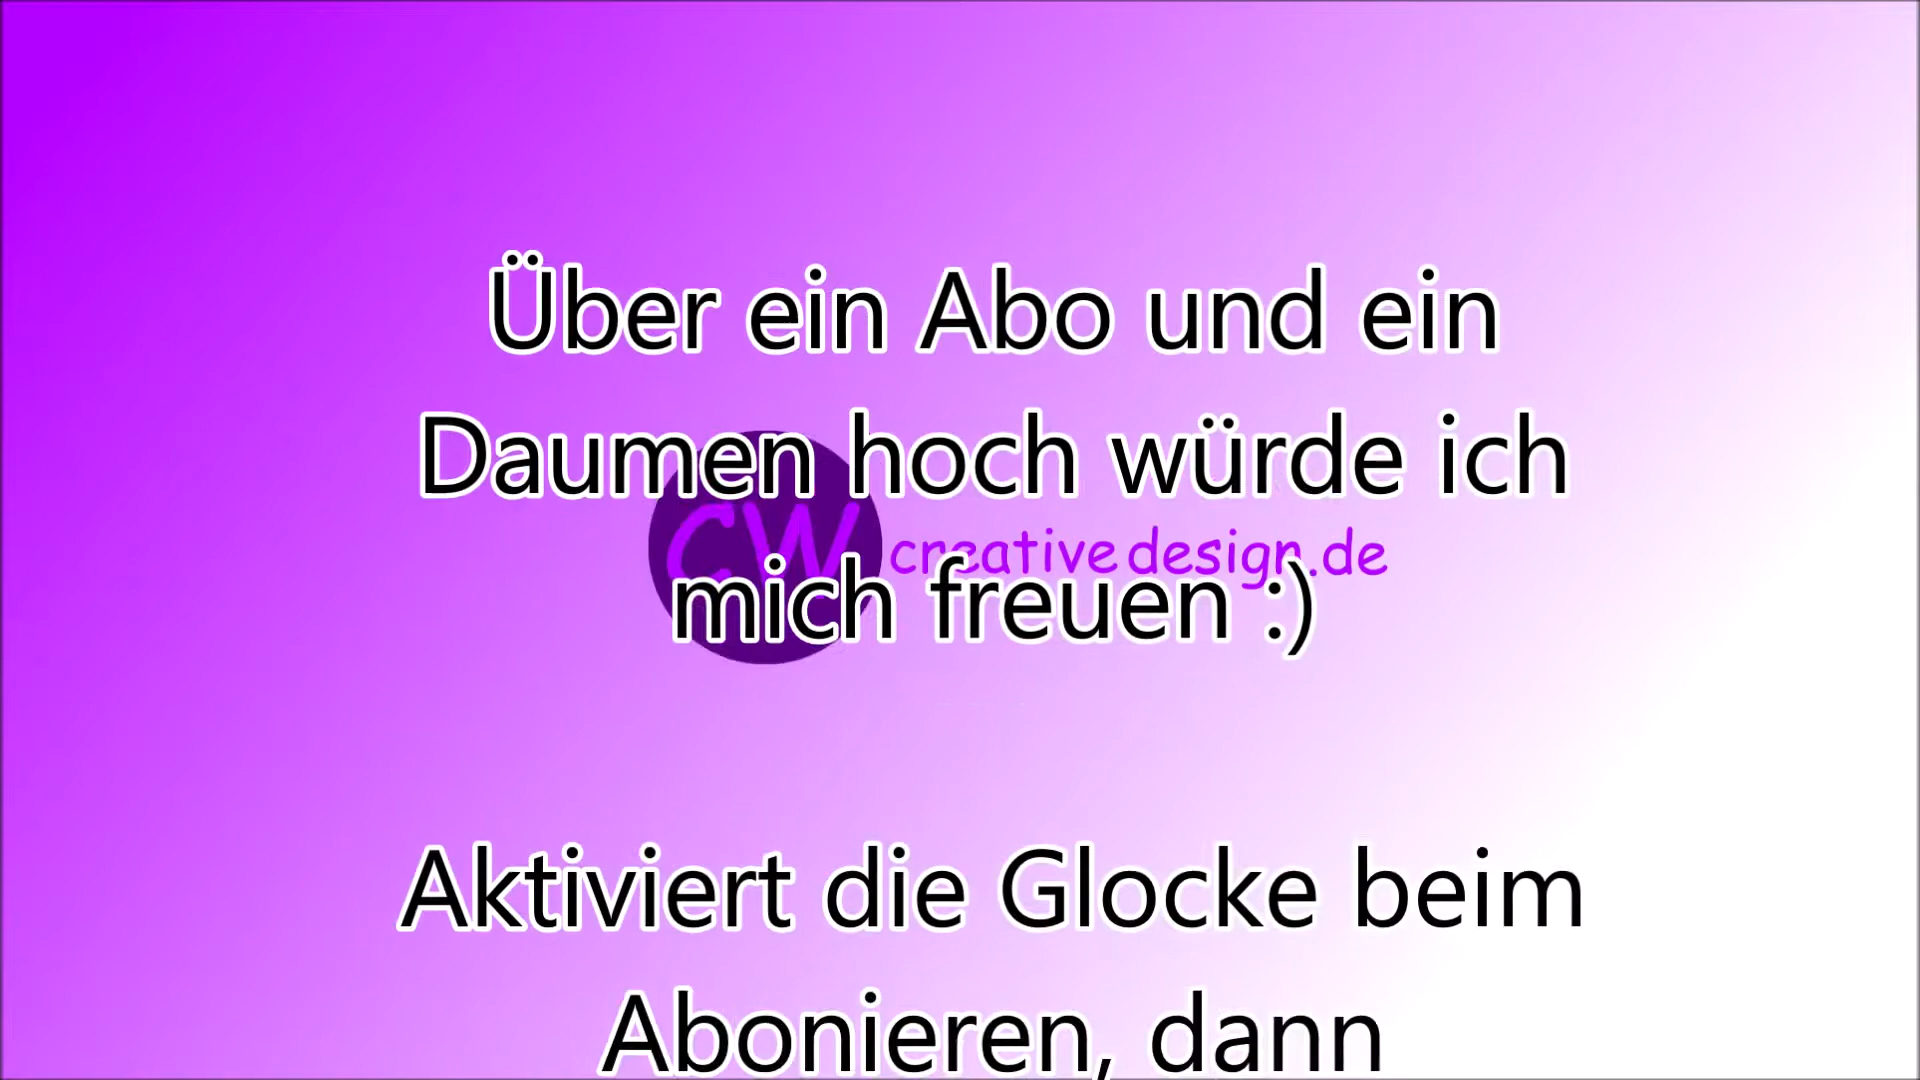 Über ein Abo und ein
Daumen hoch würde ich
CW creativedesign.de
mich freuen :)
Aktiviert die Glocke beim
Abonieren, dann